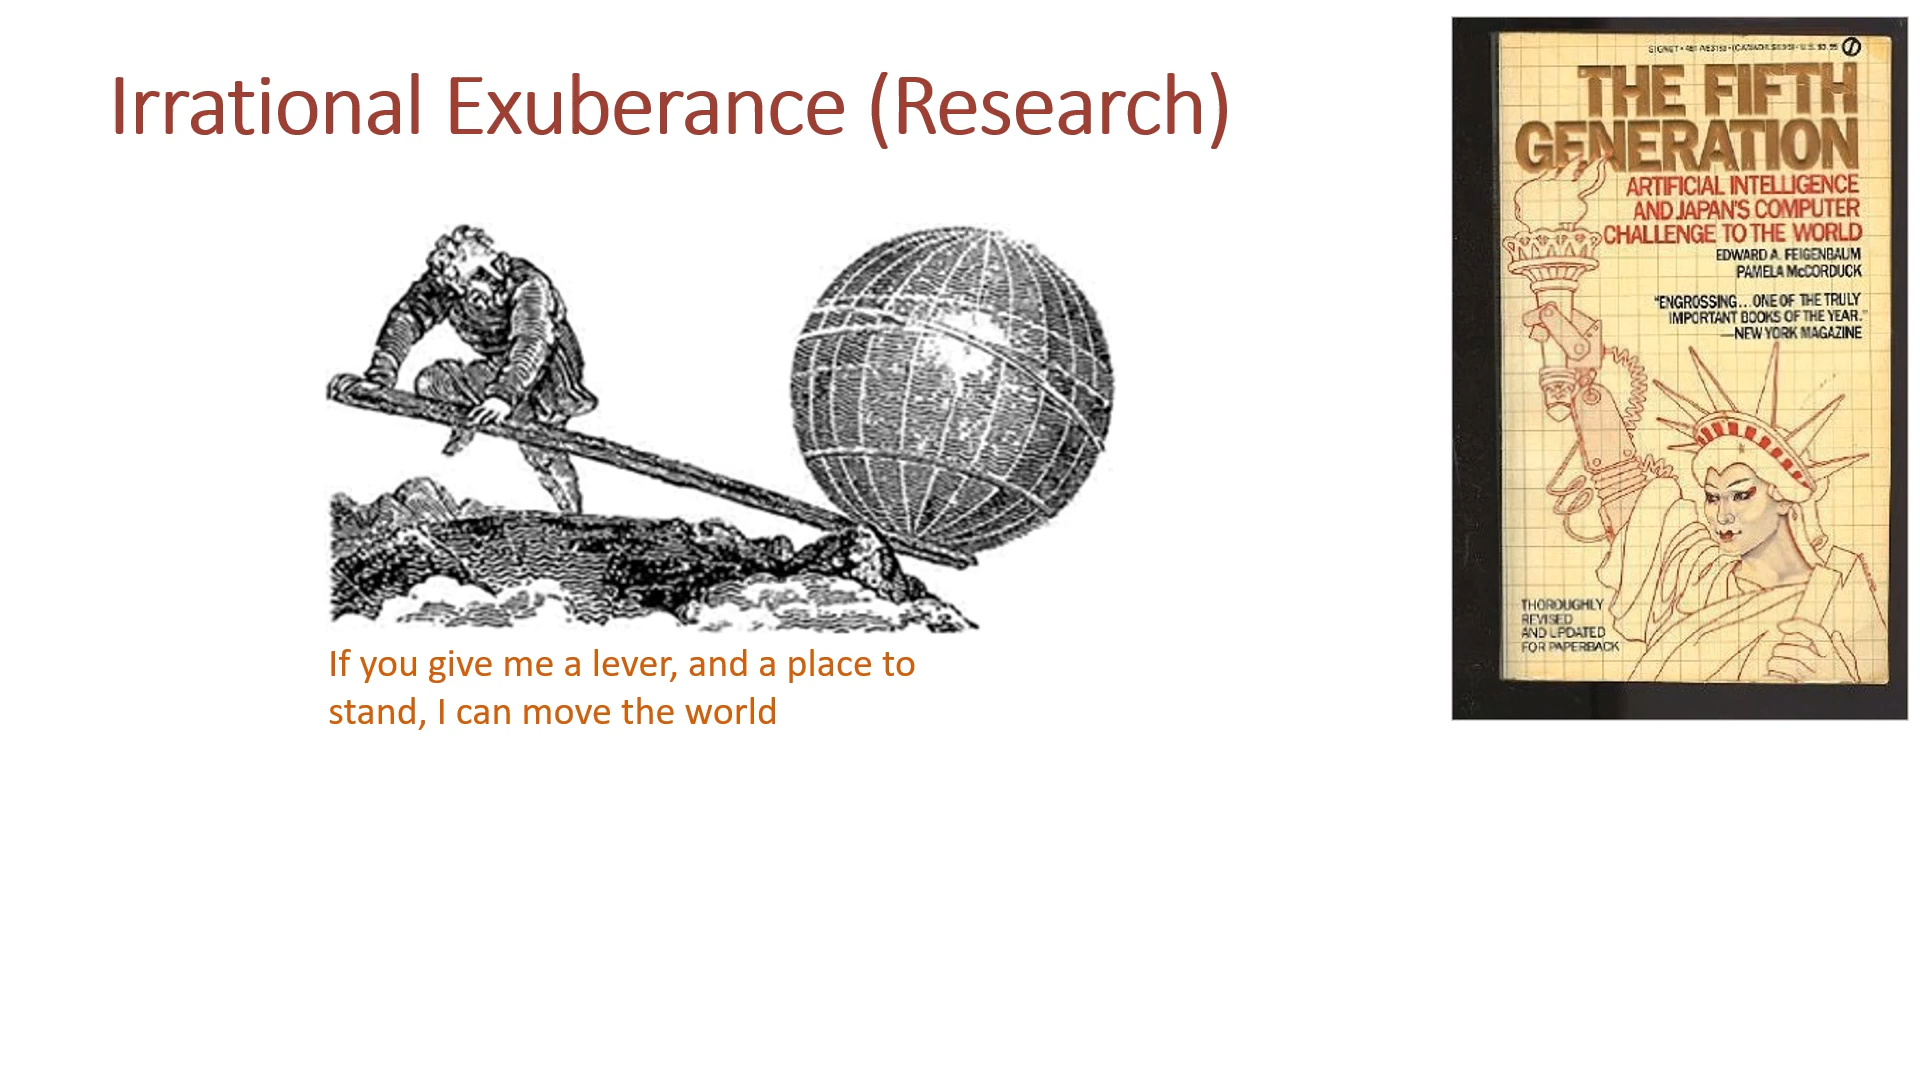 Irrational Exuberance (Research)
If you give me a lever, and a place to
stand, I can move the world
THE FIFTH
GENERATION
ARTIFICIAL INTELLIGENCE
AND JAPAN'S COMPUTER
CHALLENGE TO THE WORLD
EDWARD A. FEIGENBAUM
PAMELA McCORDUCK
"ENGROSSING...ONE OF THE TRULY
IMPORTANT BOOKS OF THE YEAR."
—NEW YORK MAGAZINE
THOROUGHLY
REVISED
AND UPDATED
FOR PAPERBACK